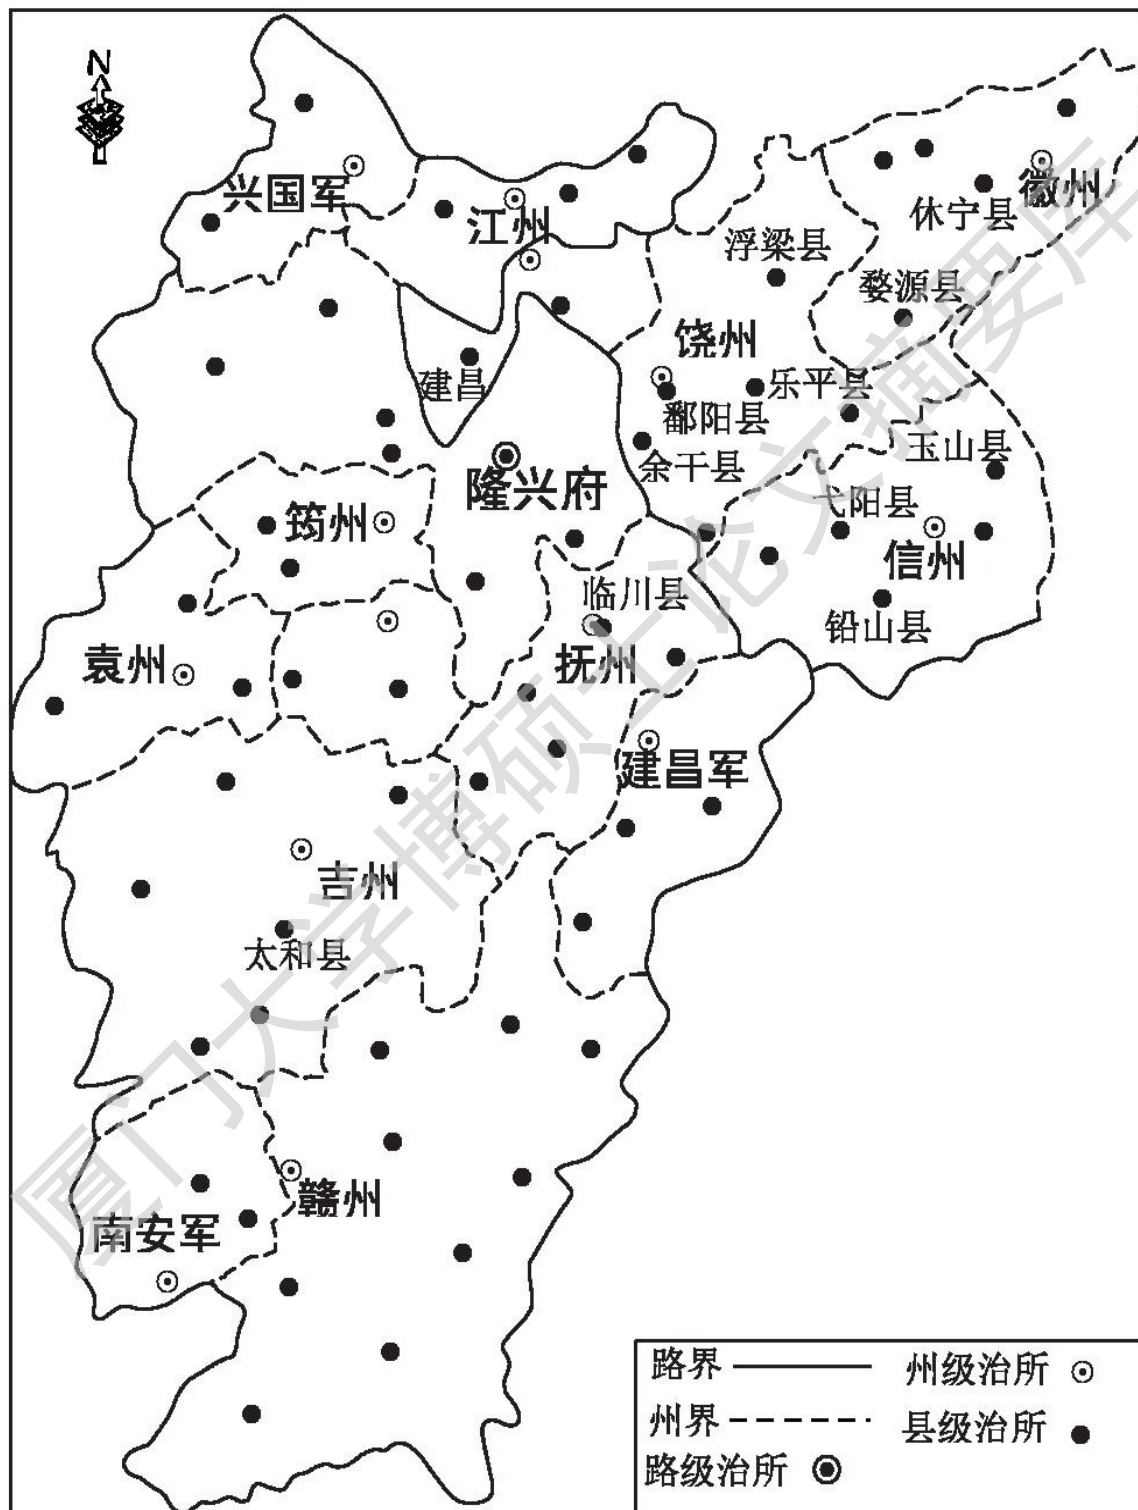 N
兴国军
江州
徽州
休宁县
浮梁县
婺源县
饶州
建昌
乐平县
鄱阳县
余干县
玉山县
隆兴府
弋阳县
筠州
信州
临川县
铅山县
袁州
抚州
建昌军
吉州
太和县
赣州
南安军
路界
州级治所
州界
县级治所
路级治所
厦门大学博硕士论文摘要库